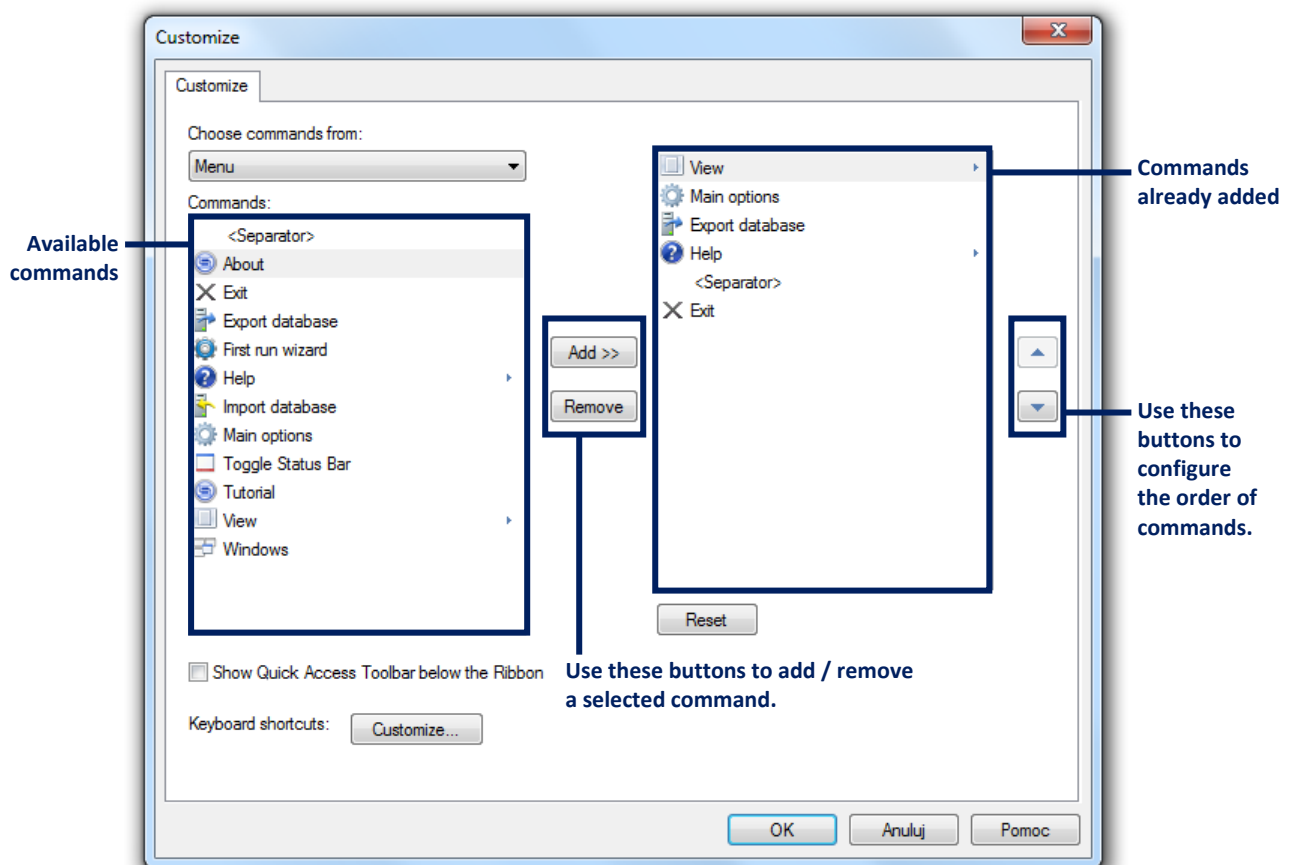 Customize
Customize
Choose commands from:
Menu
Commands:
<Separator>
About
Exit
Export database
First run wizard
Help
Import database
Main options
Toggle Status Bar
Tutorial
View
Windows
Available
commands
Add >>
Remove
View
Main options
Export database
Help
<Separator>
Exit
Commands
already added
Use these
buttons to
configure
the order of
commands.
Reset
Show Quick Access Toolbar below the Ribbon
Use these buttons to add / remove
a selected command.
Keyboard shortcuts:
Customize...
OK
Anuluj
Pomoc